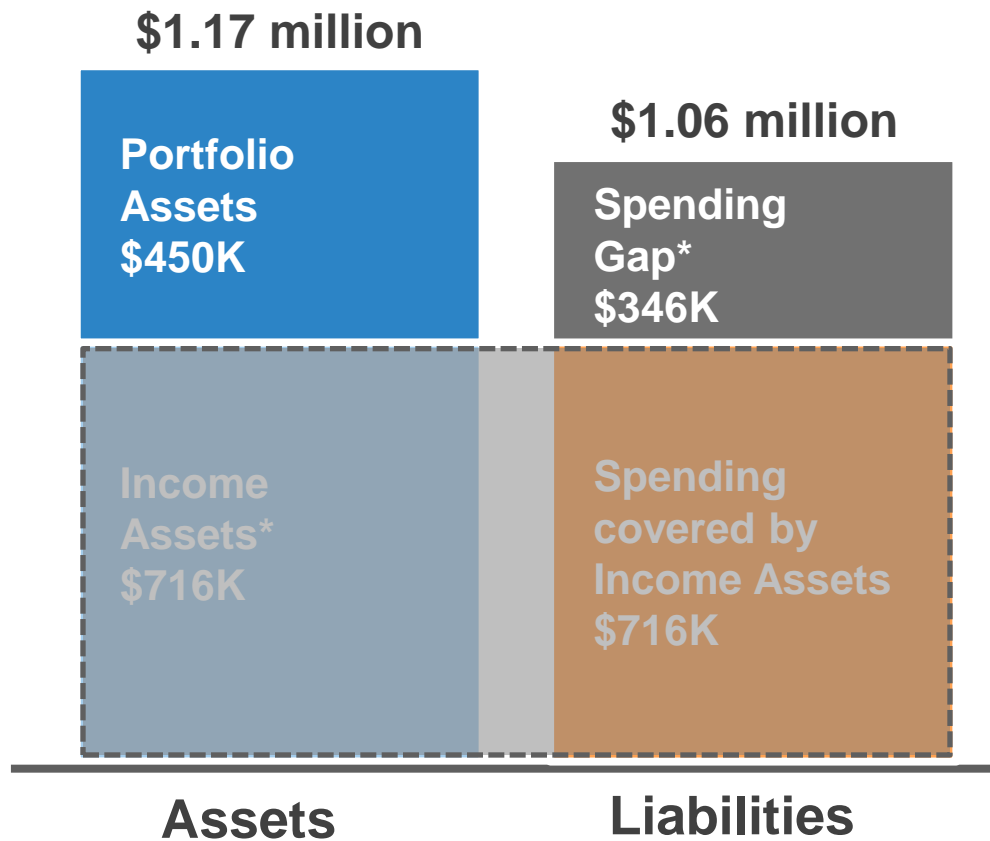 $1.17 million
Portfolio
Assets
$450K
Income
Assets*
$716K
$1.06 million
Spending
Gap*
$346K
Spending
covered by
Income Assets
$716K
Assets
Liabilities